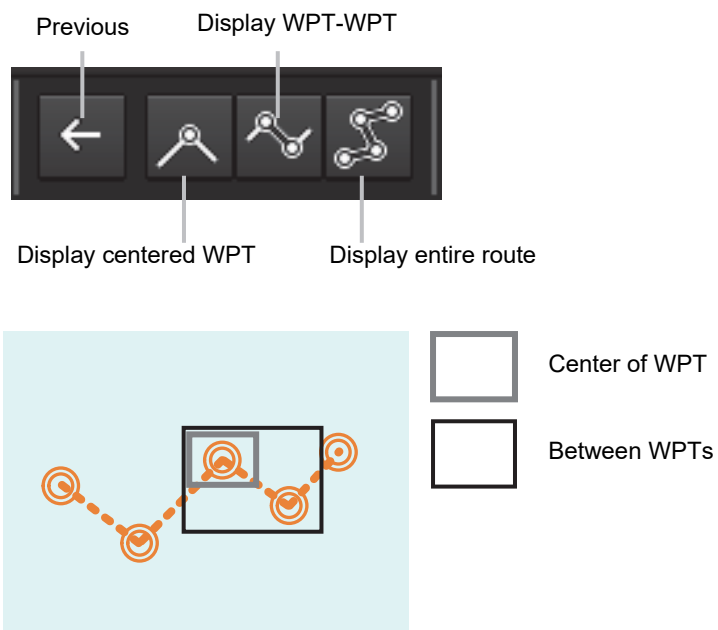 Previous
Display WPT-WPT
Display centered WPT
Display entire route
Center of WPT
Between WPTs